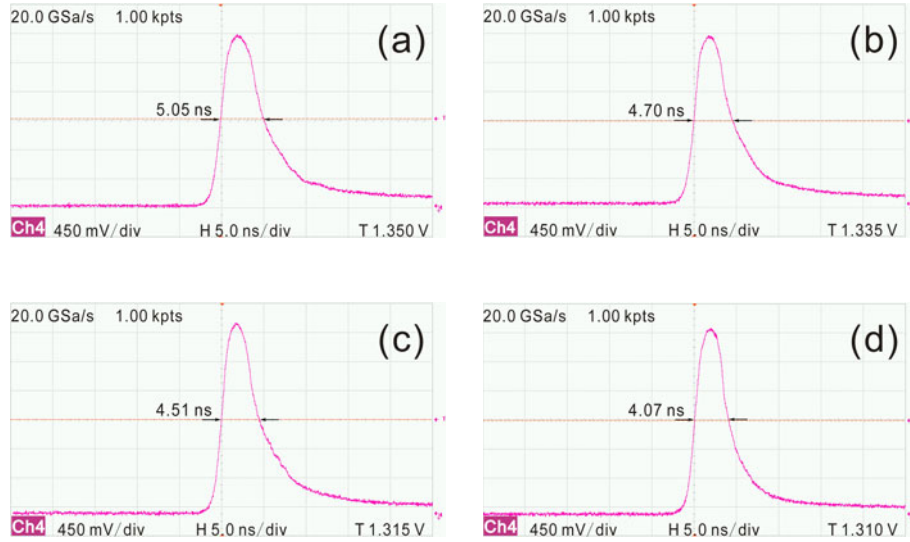 20.0 GSa/s 1.00 kpts (a)
5.05 ns
Ch4 450 mV/div H 5.0 ns/div T 1.350 V
20.0 GSa/s 1.00 kpts (b)
4.70 ns
Ch4 450 mV/div H 5.0 ns/div T 1.335 V
20.0 GSa/s 1.00 kpts (c)
4.51 ns
Ch4 450 mV/div H 5.0 ns/div T 1.315 V
20.0 GSa/s 1.00 kpts (d)
4.07 ns
Ch4 450 mV/div H 5.0 ns/div T 1.310 V